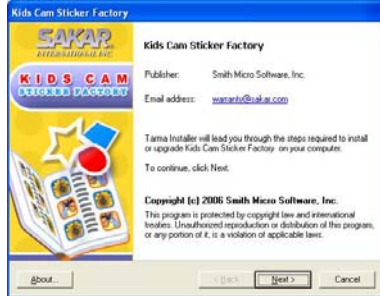 Kids Cam Sticker Factory
SAKAR
INTERNATIONAL INC
KIDS CAM
STICKER FACTORY
Kids Cam Sticker Factory
Publisher: Smith Micro Software, Inc.
Email address: warranty@sakar.com
Tarma Installer will lead you through the steps required to install
or upgrade Kids Cam Sticker Factory on your computer.
To continue, click Next.
Copyright (c) 2006 Smith Micro Software, Inc.
This program is protected by copyright law and international
treaties. Unauthorized reproduction or distribution of this program,
or any portion of it, is a violation of applicable laws.
About...
< Back
Next >
Cancel